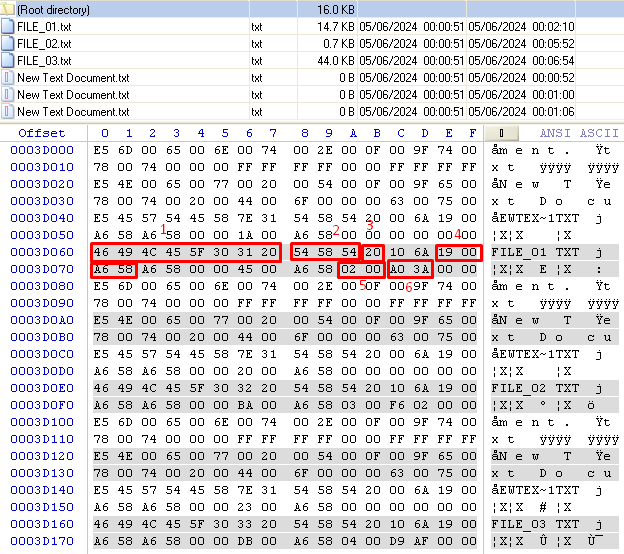 (Root directory) 16.0 KB
FILE_01.txt txt 14.7 KB 05/06/2024 00:00:51 05/06/2024 00:02:10
FILE_02.txt txt 0.7 KB 05/06/2024 00:00:51 05/06/2024 00:05:52
FILE_03.txt txt 44.0 KB 05/06/2024 00:00:51 05/06/2024 00:06:54
New Text Document.txt txt 0 B 05/06/2024 00:00:51 05/06/2024 00:00:52
New Text Document.txt txt 0 B 05/06/2024 00:00:51 05/06/2024 00:01:00
New Text Document.txt txt 0 B 05/06/2024 00:00:51 05/06/2024 00:01:06
Offset 0 1 2 3 4 5 6 7 8 9 A B C D E F ANSI ASCII
0003D000 E5 6D 00 65 00 6E 00 74 00 2E 00 0F 00 9F 74 00 åm e n t . Ÿt
0003D010 78 00 74 00 00 00 FF FF FF FF 00 00 FF FF FF FF x t ÿÿÿÿ ÿÿÿÿ
0003D020 E5 4E 00 65 00 77 00 20 00 54 00 0F 00 9F 65 00 åN e w T Ÿe
0003D030 78 00 74 00 20 00 44 00 6F 00 00 00 63 00 75 00 x t D o c u
0003D040 E5 45 57 54 45 58 7E 31 54 58 54 20 00 6A 19 00 åEWTEX~1TXT j
0003D050 A6 58 A6 58 00 00 1A 00 A6 58 00 00 00 00 00 00 ¦X¦X ¦X
1 2 3 4
0003D060 46 49 4C 45 5F 30 31 20 54 58 54 20 10 6A 19 00 FILE_01 TXT j
0003D070 A6 58 A6 58 00 00 45 00 A6 58 02 00 A0 3A 00 00 ¦X¦X E ¦X :
5 6
0003D080 E5 6D 00 65 00 6E 00 74 00 2E 00 0F 00 9F 74 00 åm e n t . Ÿt
0003D090 78 00 74 00 00 00 FF FF FF FF 00 00 FF FF FF FF x t ÿÿÿÿ ÿÿÿÿ
0003D0A0 E5 4E 00 65 00 77 00 20 00 54 00 0F 00 9F 65 00 åN e w T Ÿe
0003D0B0 78 00 74 00 20 00 44 00 6F 00 00 00 63 00 75 00 x t D o c u
0003D0C0 E5 45 57 54 45 58 7E 31 54 58 54 20 00 6A 19 00 åEWTEX~1TXT j
0003D0D0 A6 58 A6 58 00 00 20 00 A6 58 00 00 00 00 00 00 ¦X¦X ¦X
0003D0E0 46 49 4C 45 5F 30 32 20 54 58 54 20 10 6A 19 00 FILE_02 TXT j
0003D0F0 A6 58 A6 58 00 00 BA 00 A6 58 03 00 F6 02 00 00 ¦X¦X º ¦X ö
0003D100 E5 6D 00 65 00 6E 00 74 00 2E 00 0F 00 9F 74 00 åm e n t . Ÿt
0003D110 78 00 74 00 00 00 FF FF FF FF 00 00 FF FF FF FF x t ÿÿÿÿ ÿÿÿÿ
0003D120 E5 4E 00 65 00 77 00 20 00 54 00 0F 00 9F 65 00 åN e w T Ÿe
0003D130 78 00 74 00 20 00 44 00 6F 00 00 00 63 00 75 00 x t D o c u
0003D140 E5 45 57 54 45 58 7E 31 54 58 54 20 00 6A 19 00 åEWTEX~1TXT j
0003D150 A6 58 A6 58 00 00 23 00 A6 58 00 00 00 00 00 00 ¦X¦X # ¦X
0003D160 46 49 4C 45 5F 30 33 20 54 58 54 20 10 6A 19 00 FILE_03 TXT j
0003D170 A6 58 A6 58 00 00 DB 00 A6 58 04 00 D9 AF 00 00 ¦X¦X Û ¦X Ù¯